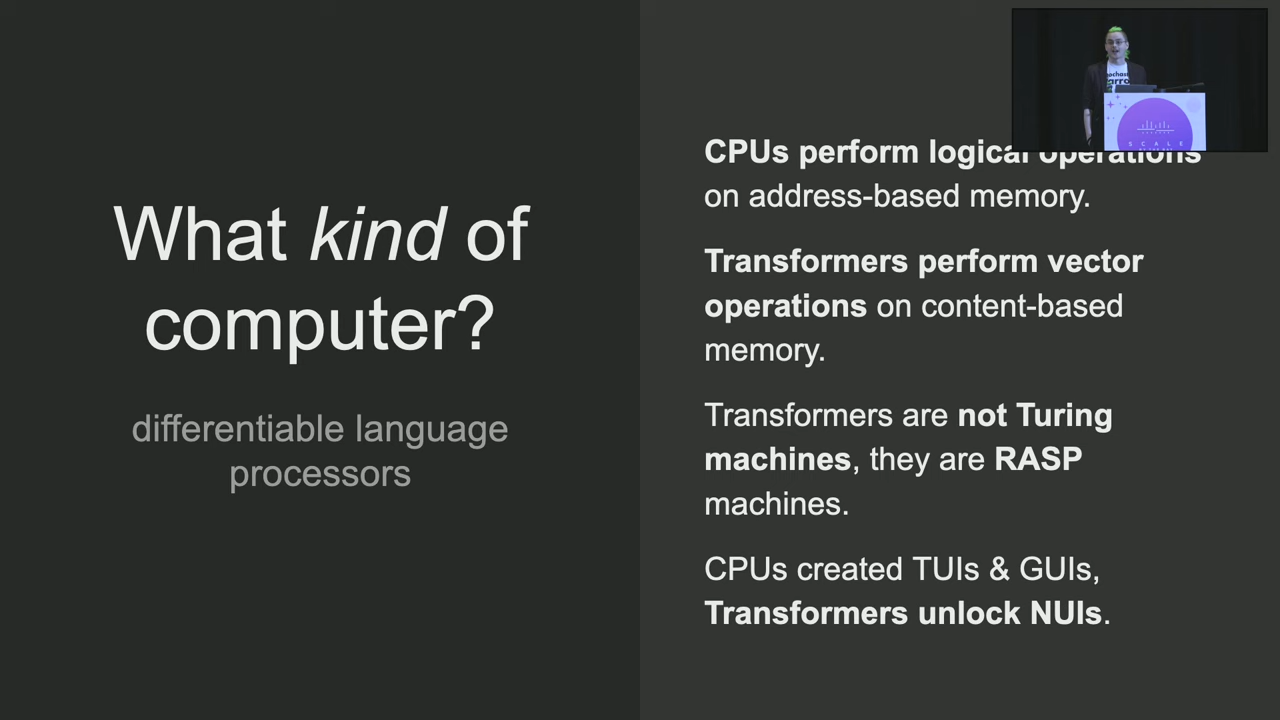 What kind of
computer?
differentiable language
processors
CPUs perform logical operations
on address-based memory.
Transformers perform vector
operations on content-based
memory.
Transformers are not Turing
machines, they are RASP
machines.
CPUs created TUIs & GUIs,
Transformers unlock NUIs.
SCALE